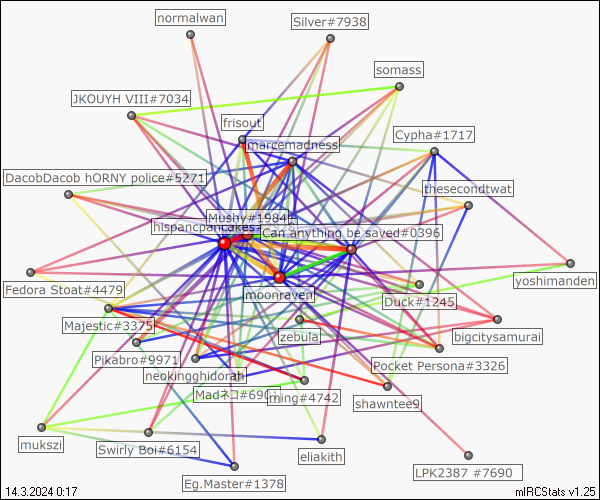 normalwan
Silver#7938
somass
JKOUYH VIII#7034
frisout
Cypha#1717
marcemadness
DacobDacob hORNY police#5271
thesecondtwat
Mushy#1984
hispancpancakes#
Can anything be saved#0396
yoshimanden
Fedora Stoat#4479
moonraven
Duck#1245
Majestic#3375
zebula
bigcitysamurai
Pikabro#9971
Pocket Persona#3326
neokingghidorah
Madネコ#690
ming#4742
shawntee9
mukszi
Swirly Boi#6154
eliakith
LPK2387 #7690
Eg.Master#1378
14.3.2024 0:17
mIRCStats v1.25